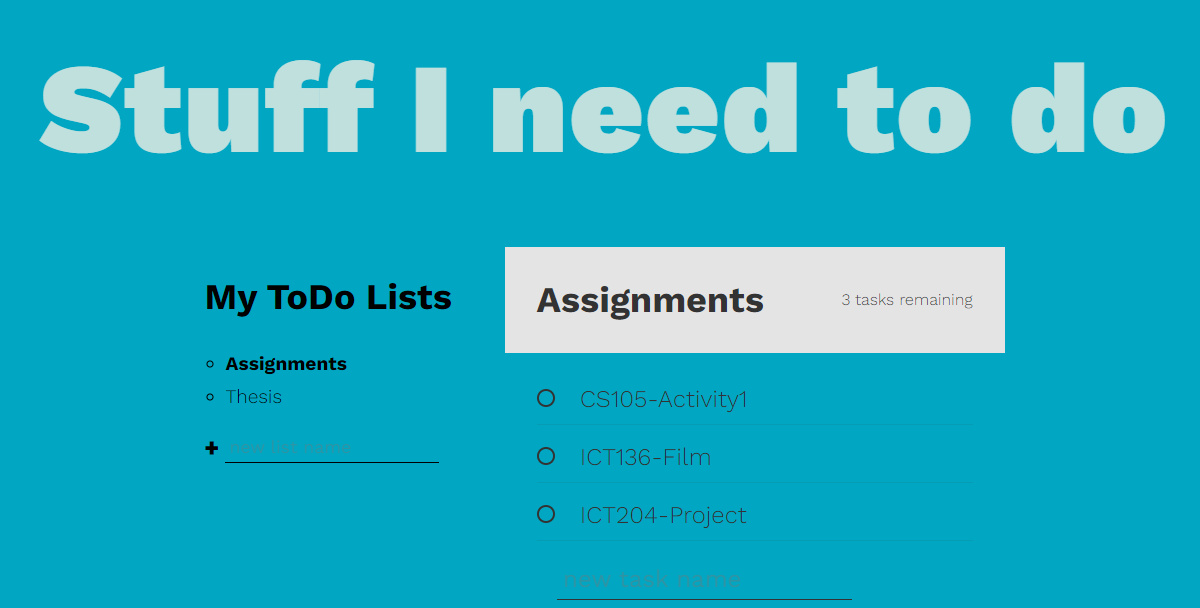 Stuff I need to do
My ToDo Lists
Assignments
Thesis
+ new list name
Assignments
3 tasks remaining
CS105-Activity1
ICT136-Film
ICT204-Project
new task name